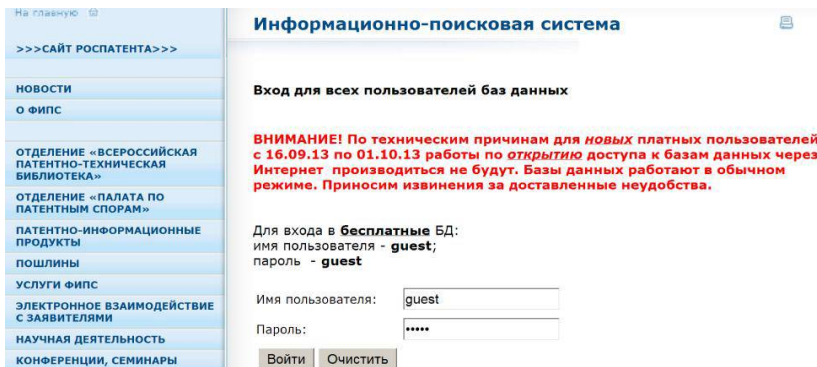 На главную
>>>САЙТ РОСПАТЕНТА>>>
НОВОСТИ
О ФИПС
ОТДЕЛЕНИЕ «ВСЕРОССИЙСКАЯ
ПАТЕНТНО-ТЕХНИЧЕСКАЯ
БИБЛИОТЕКА»
ОТДЕЛЕНИЕ «ПАЛАТА ПО
ПАТЕНТНЫМ СПОРАМ»
ПАТЕНТНО-ИНФОРМАЦИОННЫЕ
ПРОДУКТЫ
ПОШЛИНЫ
УСЛУГИ ФИПС
ЭЛЕКТРОННОЕ ВЗАИМОДЕЙСТВИЕ
С ЗАЯВИТЕЛЯМИ
НАУЧНАЯ ДЕЯТЕЛЬНОСТЬ
КОНФЕРЕНЦИИ, СЕМИНАРЫ
Информационно-поисковая система
Вход для всех пользователей баз данных
ВНИМАНИЕ! По техническим причинам для новых платных пользователей
с 16.09.13 по 01.10.13 работы по открытию доступа к базам данных через
Интернет производиться не будут. Базы данных работают в обычном
режиме. Приносим извинения за доставленные неудобства.
Для входа в бесплатные БД:
имя пользователя - guest;
пароль - guest
Имя пользователя: guest
Пароль: •••••
Войти Очистить